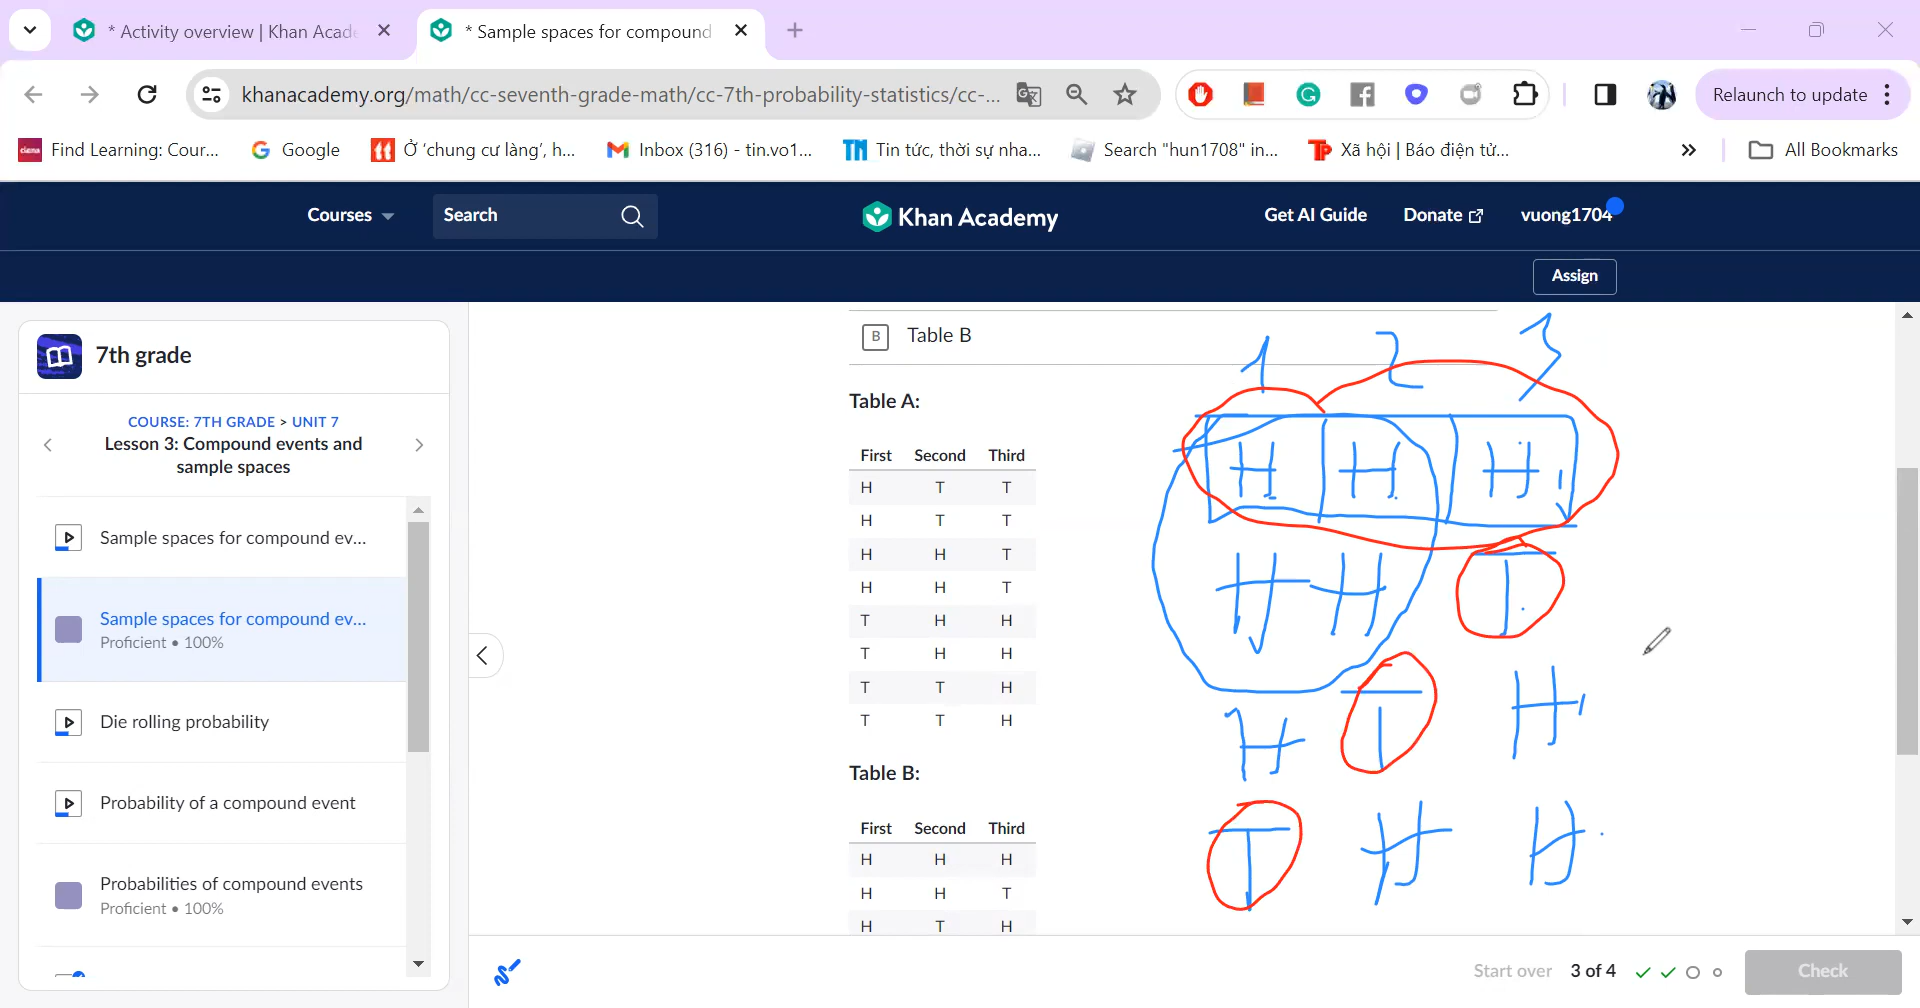 * Activity overview | Khan Acade
* Sample spaces for compound
khanacademy.org/math/cc-seventh-grade-math/cc-7th-probability-statistics/cc-...
Relaunch to update
Find Learning: Cour...
Google
Ở 'chung cư làng', h...
Inbox (316) - tin.vo1...
TN Tin tức, thời sự nha...
Search "hun1708" in...
TP Xã hội | Báo điện tử...
All Bookmarks
Courses
Search
Khan Academy
Get AI Guide
Donate
vuong1704
Assign
7th grade
COURSE: 7TH GRADE > UNIT 7
Lesson 3: Compound events and
sample spaces
Sample spaces for compound ev...
Sample spaces for compound ev...
Proficient • 100%
Die rolling probability
Probability of a compound event
Probabilities of compound events
Proficient • 100%
B Table B
Table A:
First Second Third
H T T
H T T
H H T
H H T
T H H
T H H
T T H
T T H
Table B:
First Second Third
H H H
H H T
H T H
1 2 3
H H H
H H T
H T H
T H H
Start over 3 of 4
Check